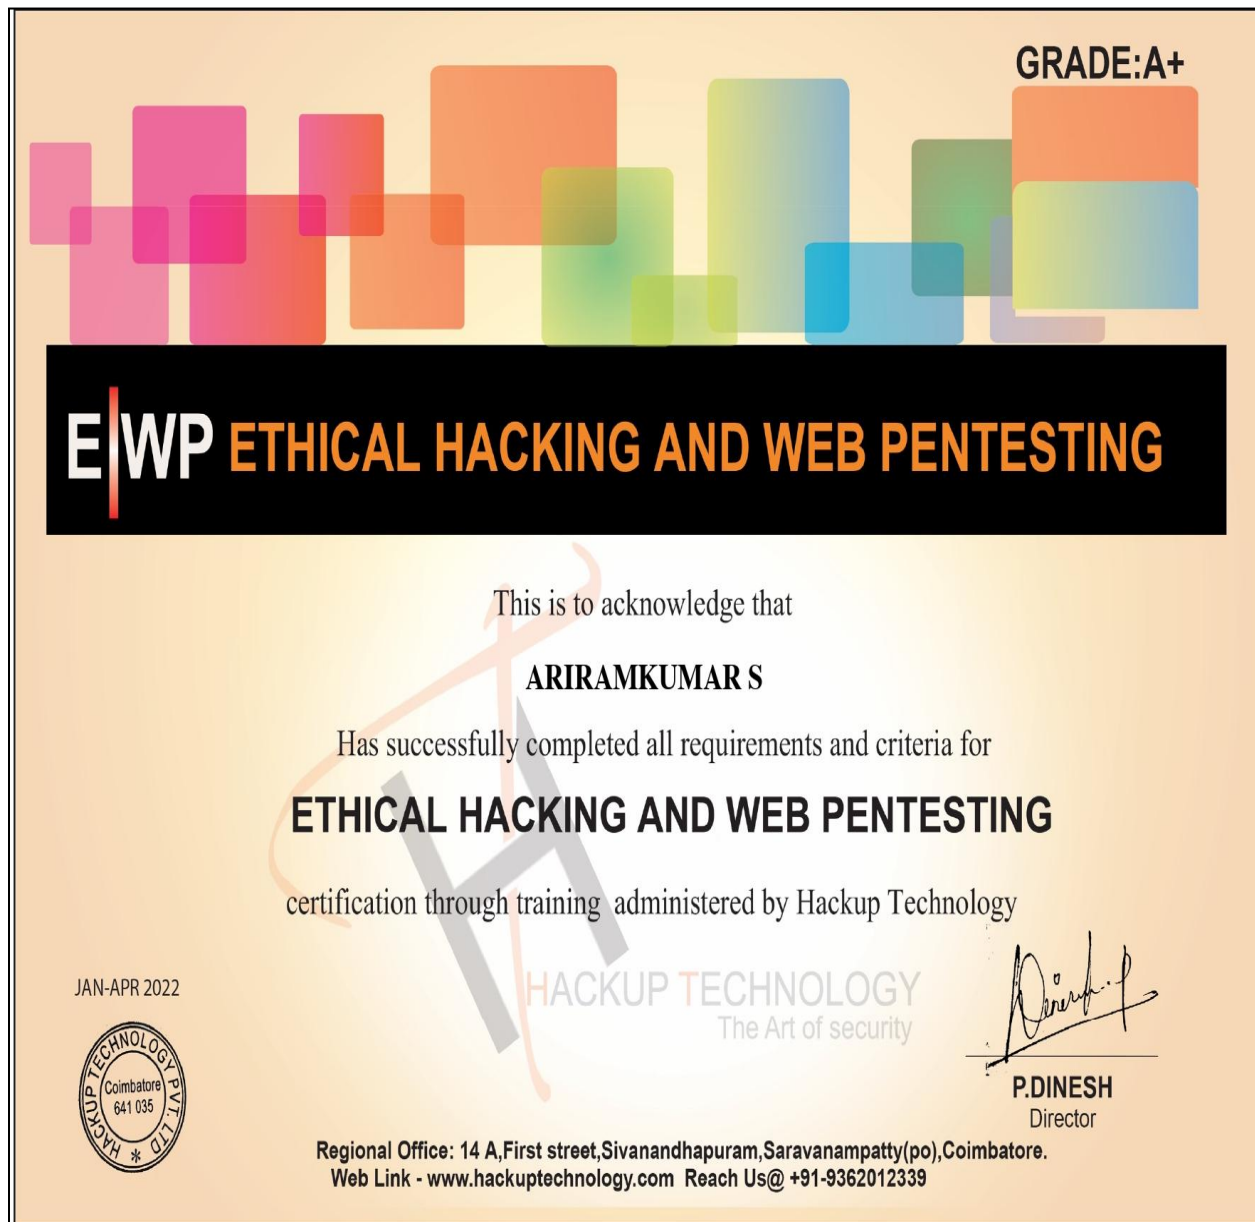 GRADE:A+
E WP ETHICAL HACKING AND WEB PENTESTING
This is to acknowledge that
ARIRAMKUMAR S
Has successfully completed all requirements and criteria for
ETHICAL HACKING AND WEB PENTESTING
certification through training administered by Hackup Technology
HACKUP TECHNOLOGY
The Art of security
JAN-APR 2022
HACKUP TECHNOLOGY PVT. LTD
Coimbatore
641 035
Dinesh.P
P.DINESH
Director
Regional Office: 14 A,First street,Sivanandhapuram,Saravanampatty(po),Coimbatore.
Web Link - www.hackuptechnology.com Reach Us@ +91-9362012339